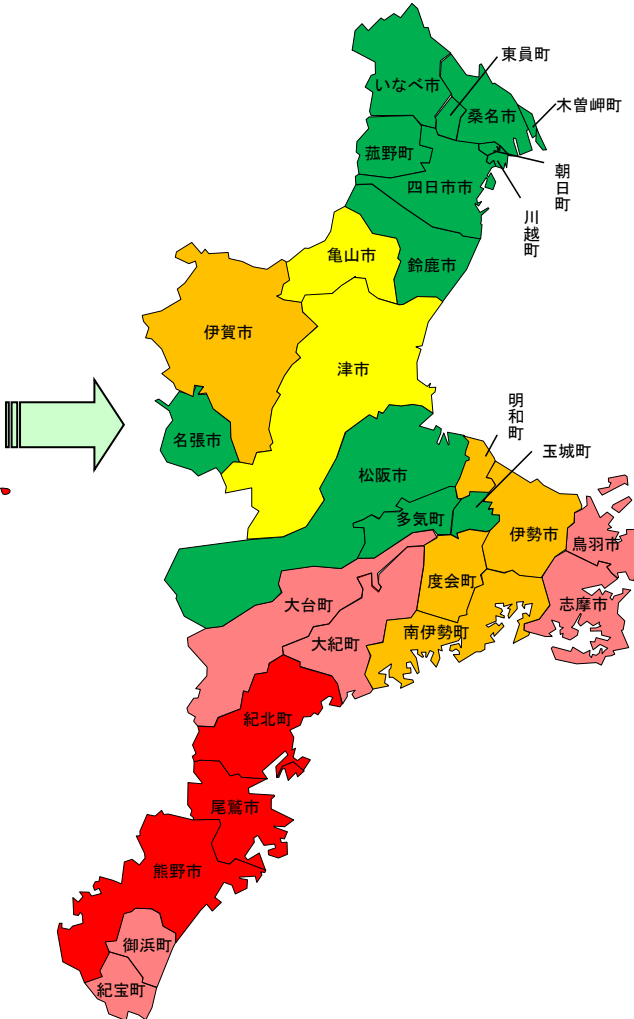 東員町
いなべ市
木曽岬町
桑名市
菰野町
朝日町
四日市市
川越町
亀山市
鈴鹿市
伊賀市
津市
明和町
名張市
玉城町
松阪市
多気町
伊勢市
鳥羽市
度会町
大台町
志摩市
南伊勢町
大紀町
紀北町
尾鷲市
熊野市
御浜町
紀宝町